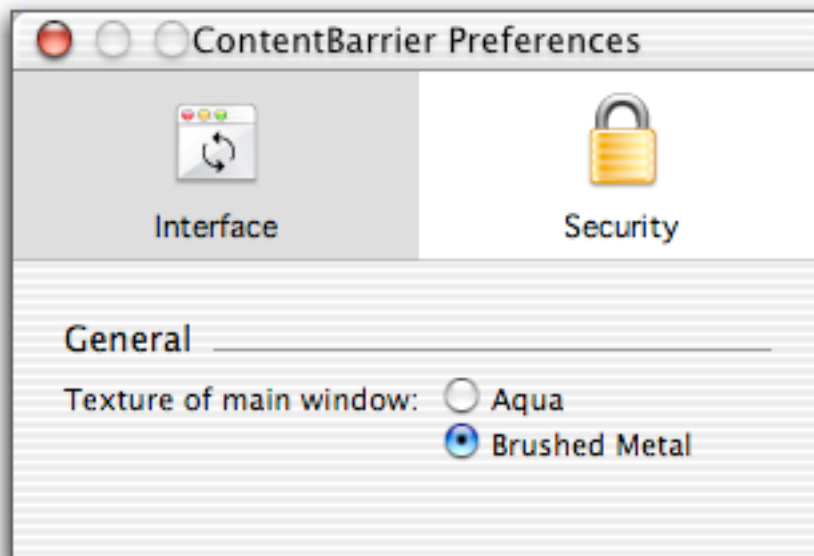 ContentBarrier Preferences
Interface
Security
General
Texture of main window: Aqua
Brushed Metal